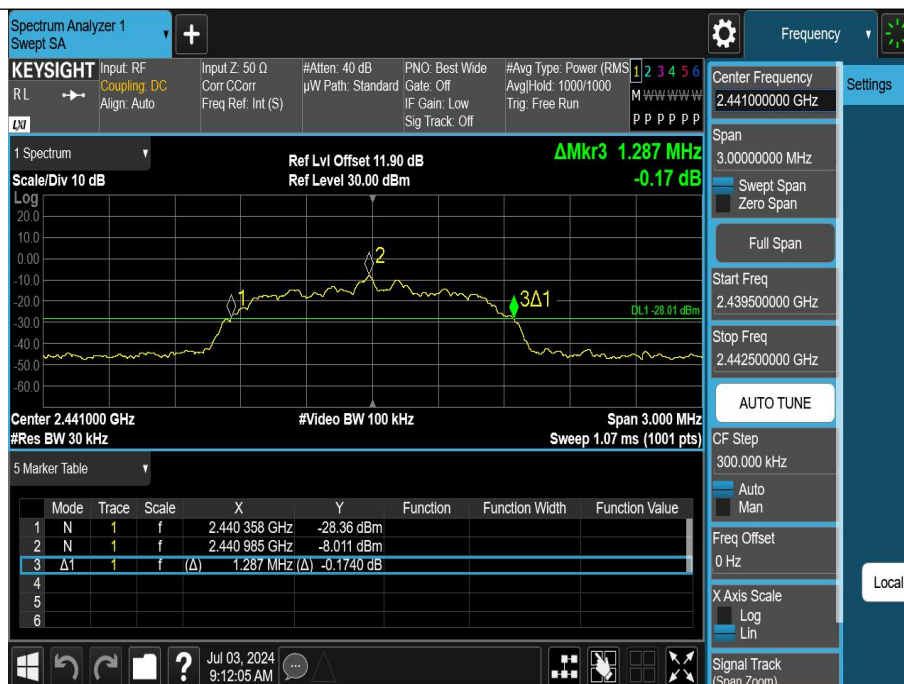 Spectrum Analyzer 1
Swept SA
+
Frequency
KEYSIGHT
RL
LXI
Input: RF
Coupling: DC
Align: Auto
Input Z: 50 Ω
Corr CCorr
Freq Ref: Int (S)
#Atten: 40 dB
µW Path: Standard
PNO: Best Wide
Gate: Off
IF Gain: Low
Sig Track: Off
#Avg Type: Power (RMS
Avg|Hold: 1000/1000
Trig: Free Run
1 2 3 4 5 6
M W W W W W
P P P P P P
1 Spectrum
Scale/Div 10 dB
Ref Lvl Offset 11.90 dB
Ref Level 30.00 dBm
ΔMkr3 1.287 MHz
-0.17 dB
Log
20.0
10.0
0.00
-10.0
-20.0
-30.0
-40.0
-50.0
-60.0
1
2
3Δ1
DL1 -28.01 dBm
Center 2.441000 GHz
#Video BW 100 kHz
Span 3.000 MHz
#Res BW 30 kHz
Sweep 1.07 ms (1001 pts)
5 Marker Table
Mode Trace Scale X Y Function Function Width Function Value
1 N 1 f 2.440 358 GHz -28.36 dBm
2 N 1 f 2.440 985 GHz -8.011 dBm
3 Δ1 1 f (Δ) 1.287 MHz (Δ) -0.1740 dB
4
5
6
?
Jul 03, 2024
9:12:05 AM
Center Frequency
2.441000000 GHz
Span
3.00000000 MHz
Swept Span
Zero Span
Full Span
Start Freq
2.439500000 GHz
Stop Freq
2.442500000 GHz
AUTO TUNE
CF Step
300.000 kHz
Auto
Man
Freq Offset
0 Hz
X Axis Scale
Log
Lin
Signal Track
(Span Zoom)
Settings
Local